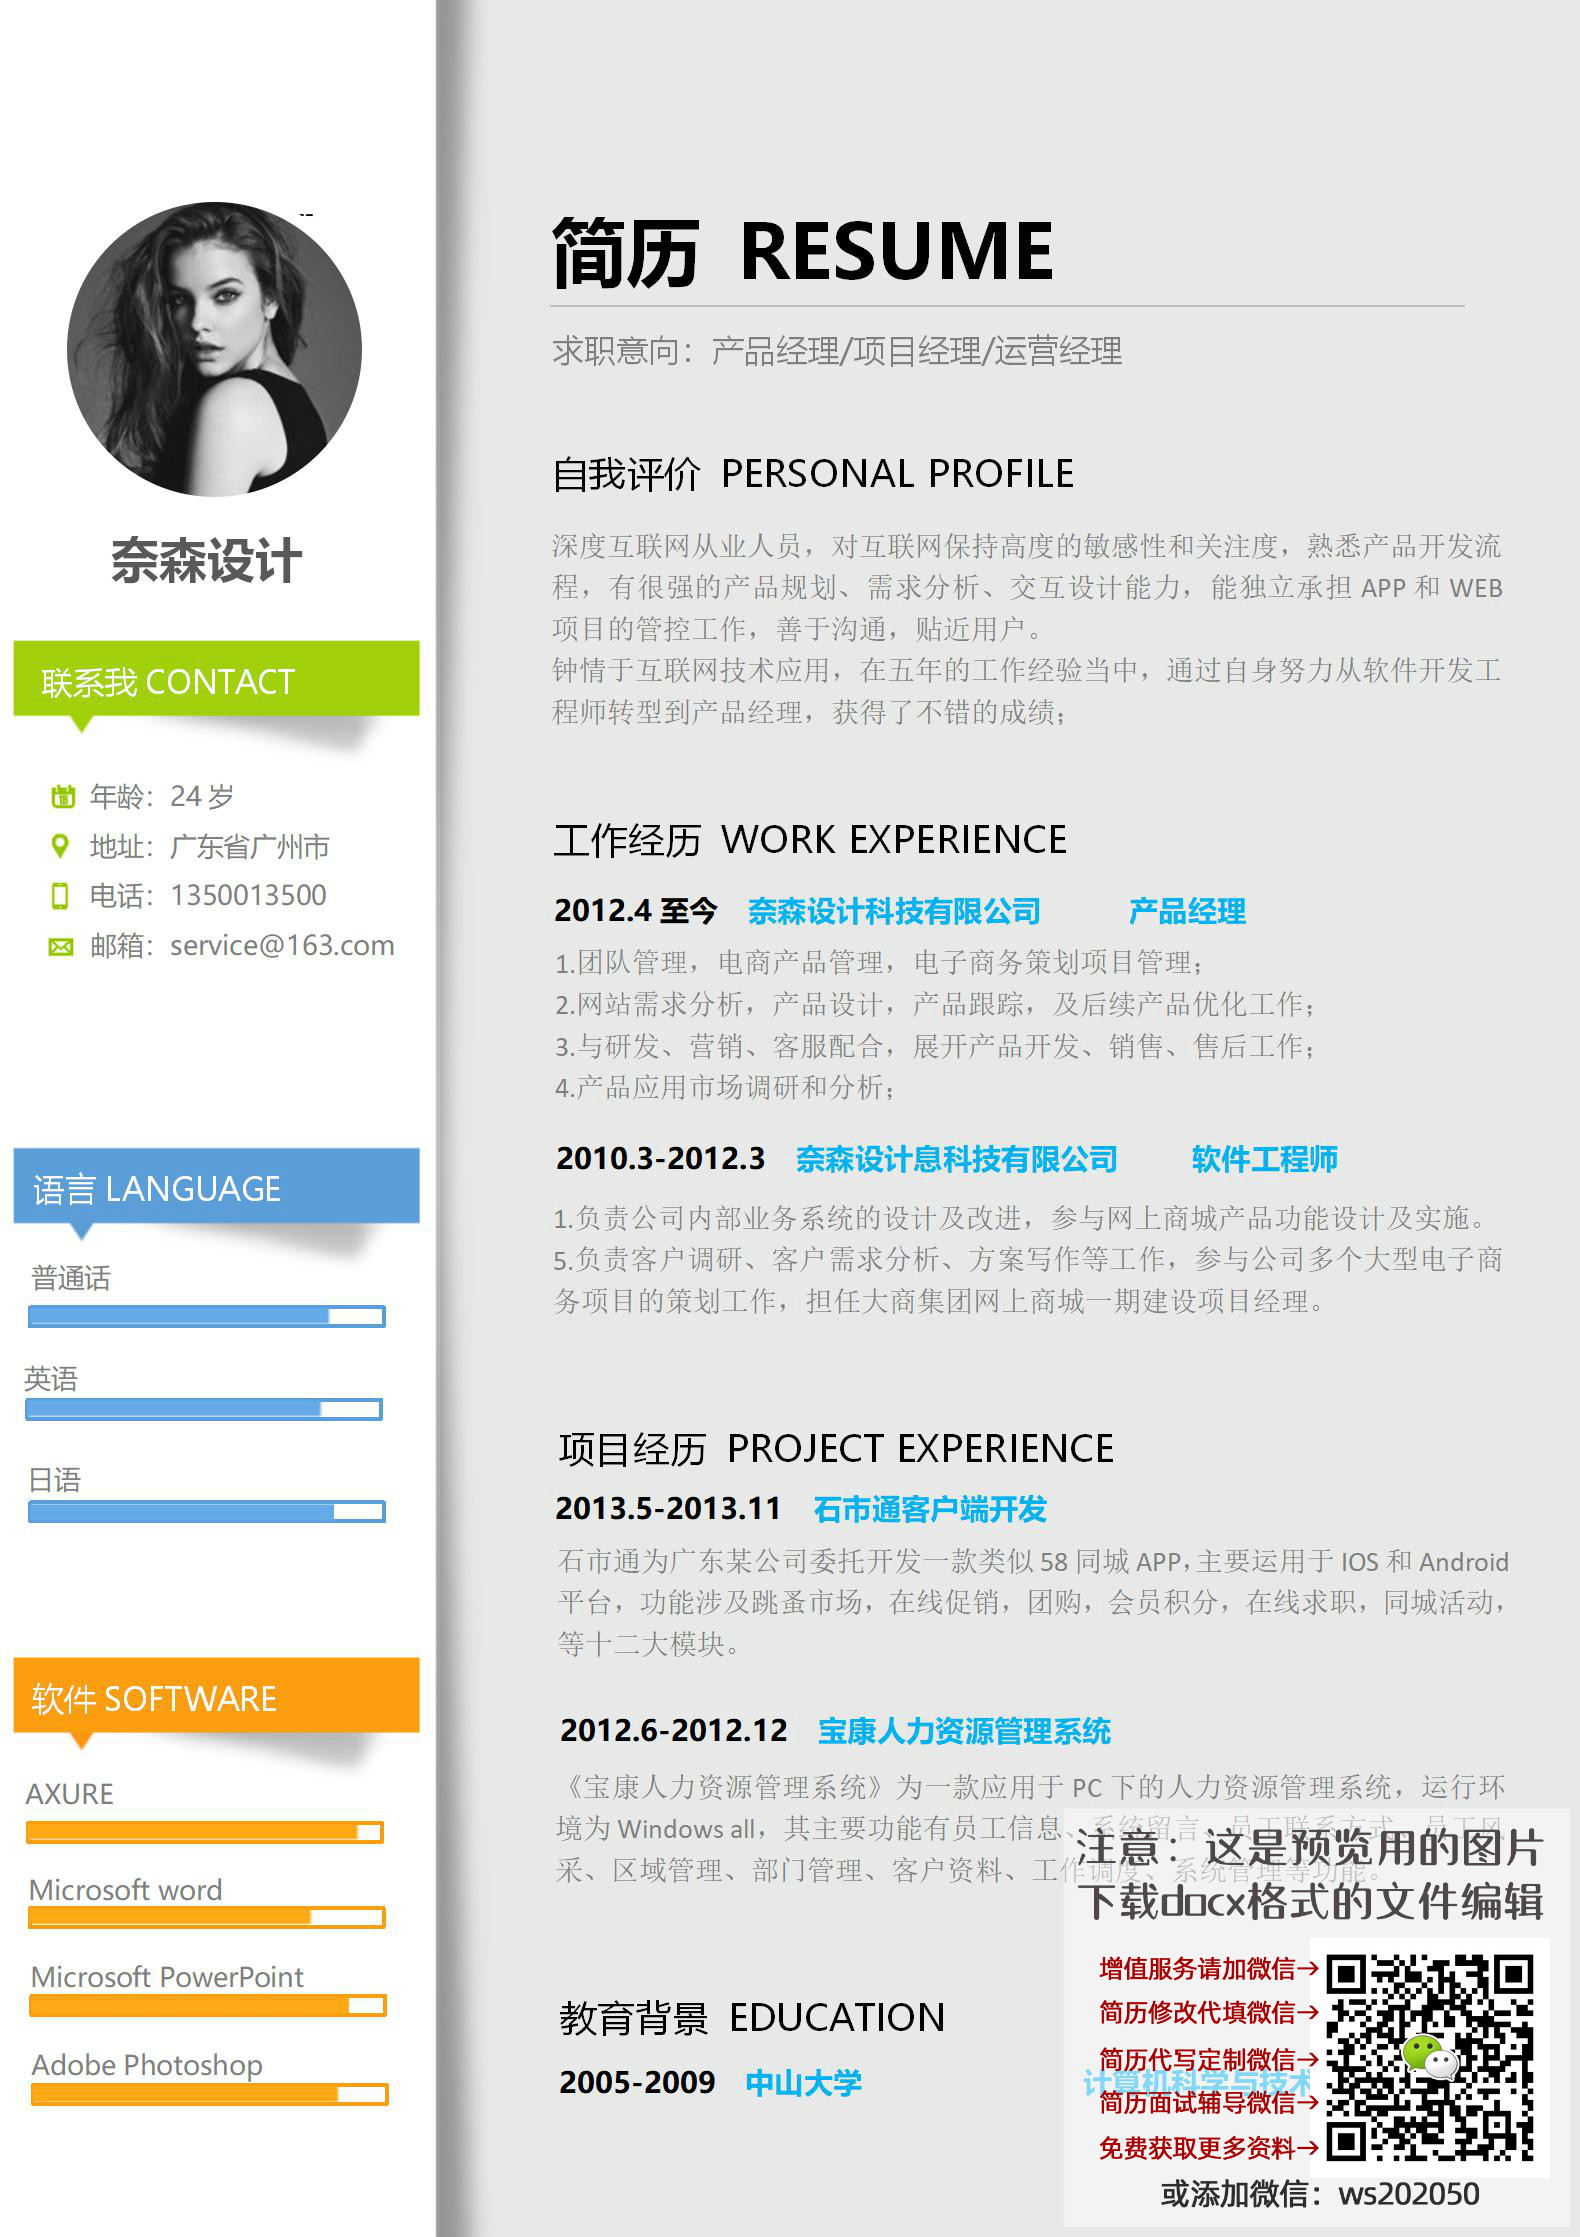 奈森设计
联系我 CONTACT
年龄：24 岁
地址：广东省广州市
电话：1350013500
邮箱：service@163.com
语言 LANGUAGE
普通话
英语
日语
软件 SOFTWARE
AXURE
Microsoft word
Microsoft PowerPoint
Adobe Photoshop
简历 RESUME
求职意向：产品经理/项目经理/运营经理
自我评价 PERSONAL PROFILE
深度互联网从业人员，对互联网保持高度的敏感性和关注度，熟悉产品开发流
程，有很强的产品规划、需求分析、交互设计能力，能独立承担 APP 和 WEB
项目的管控工作，善于沟通，贴近用户。
钟情于互联网技术应用，在五年的工作经验当中，通过自身努力从软件开发工
程师转型到产品经理，获得了不错的成绩；
工作经历 WORK EXPERIENCE
2012.4 至今 奈森设计科技有限公司 产品经理
1.团队管理，电商产品管理，电子商务策划项目管理；
2.网站需求分析，产品设计，产品跟踪，及后续产品优化工作；
3.与研发、营销、客服配合，展开产品开发、销售、售后工作；
4.产品应用市场调研和分析；
2010.3-2012.3 奈森设计息科技有限公司 软件工程师
1.负责公司内部业务系统的设计及改进，参与网上商城产品功能设计及实施。
5.负责客户调研、客户需求分析、方案写作等工作，参与公司多个大型电子商
务项目的策划工作，担任大商集团网上商城一期建设项目经理。
项目经历 PROJECT EXPERIENCE
2013.5-2013.11 石市通客户端开发
石市通为广东某公司委托开发一款类似 58 同城 APP，主要运用于 IOS 和 Android
平台，功能涉及跳蚤市场，在线促销，团购，会员积分，在线求职，同城活动，
等十二大模块。
2012.6-2012.12 宝康人力资源管理系统
《宝康人力资源管理系统》为一款应用于 PC 下的人力资源管理系统，运行环
境为 Windows all，其主要功能有员工信息、系统留言、员工联系方式、员工风
采、区域管理、部门管理、客户资料、工作调度、系统管理等功能。
教育背景 EDUCATION
2005-2009 中山大学 计算机科学与技术
注意：这是预览用的图片
下载docx格式的文件编辑
增值服务请加微信→
简历修改代填微信→
简历代写定制微信→
简历面试辅导微信→
免费获取更多资料→
或添加微信：ws202050